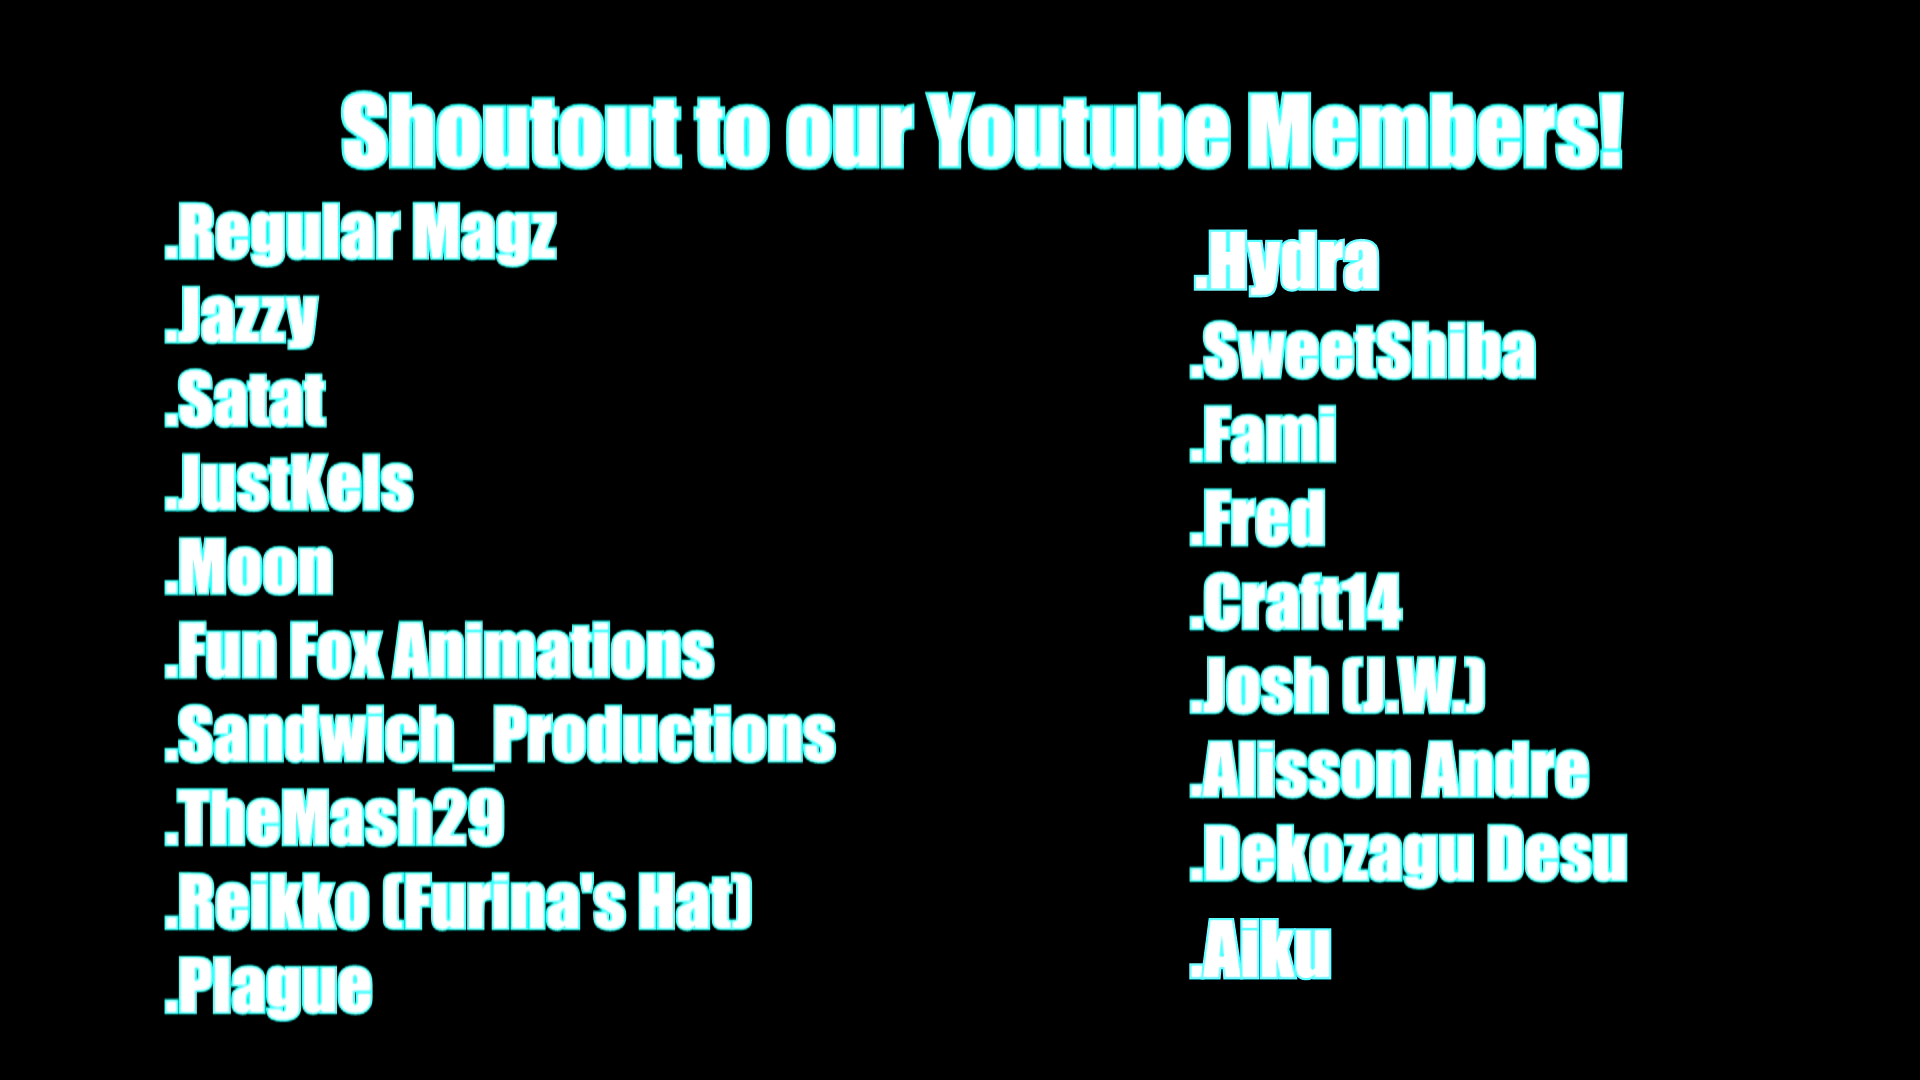 Shoutout to our Youtube Members!
.Regular Magz
.Jazzy
.Satat
.JustKels
.Moon
.Fun Fox Animations
.Sandwich_Productions
.TheMash29
.Reikko (Furina's Hat)
.Plague
.Hydra
.SweetShiba
.Fami
.Fred
.Craft14
.Josh (J.W.)
.Alisson Andre
.Dekozagu Desu
.Aiku